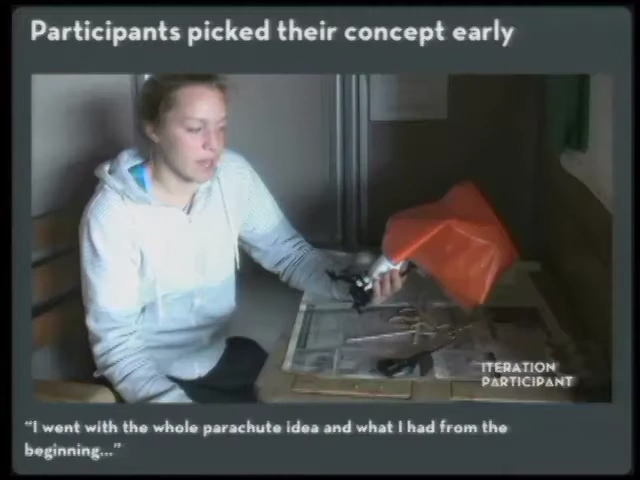 Participants picked their concept early
ITERATION
PARTICIPANT
“I went with the whole parachute idea and what I had from the
beginning...”